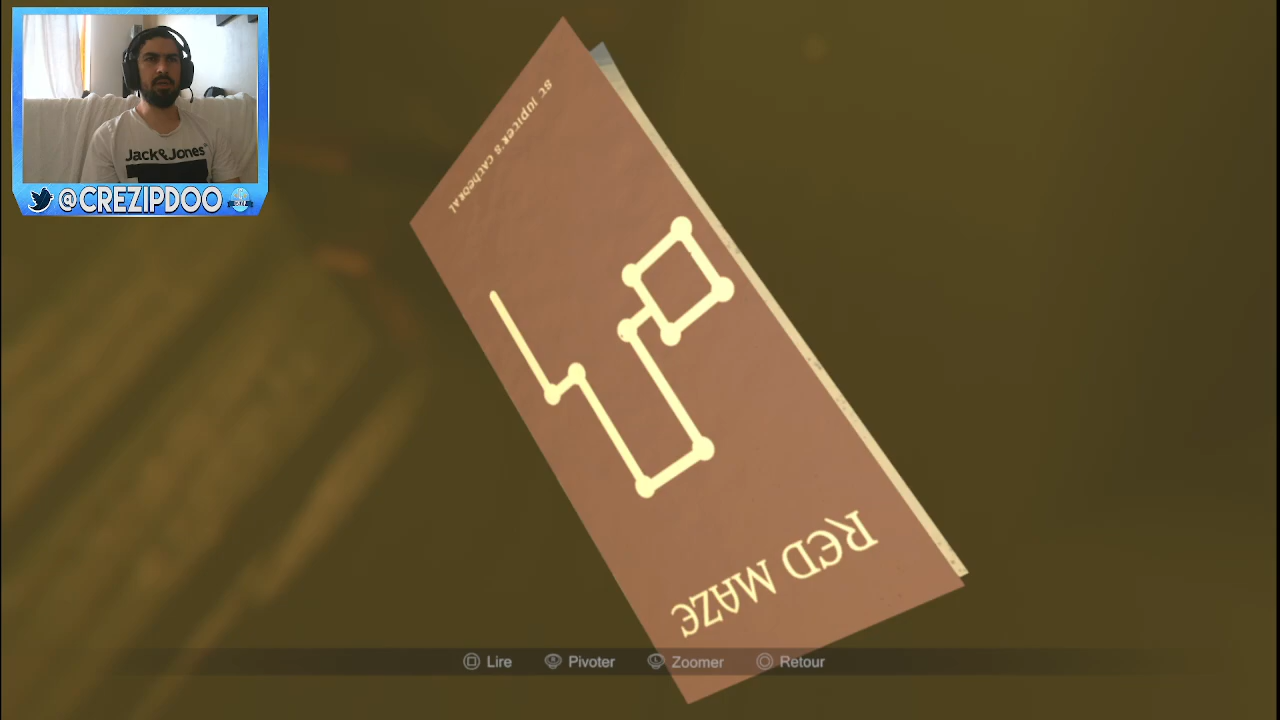 Jack&Jones
@CREZIPDOO
St Jupiter's Cathedral
RED MAZE
Lire
Pivoter
Zoomer
Retour